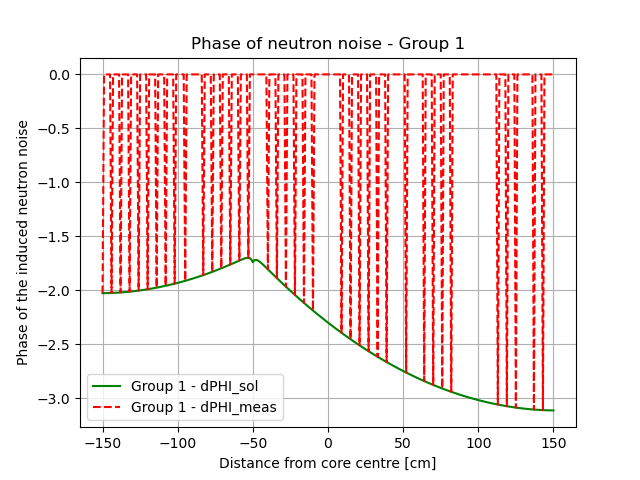 Phase of neutron noise - Group 1
Phase of the induced neutron noise
0.0
−0.5
−1.0
−1.5
−2.0
−2.5
−3.0
Group 1 - dPHI_sol
Group 1 - dPHI_meas
−150
−100
−50
0
50
100
150
Distance from core centre [cm]